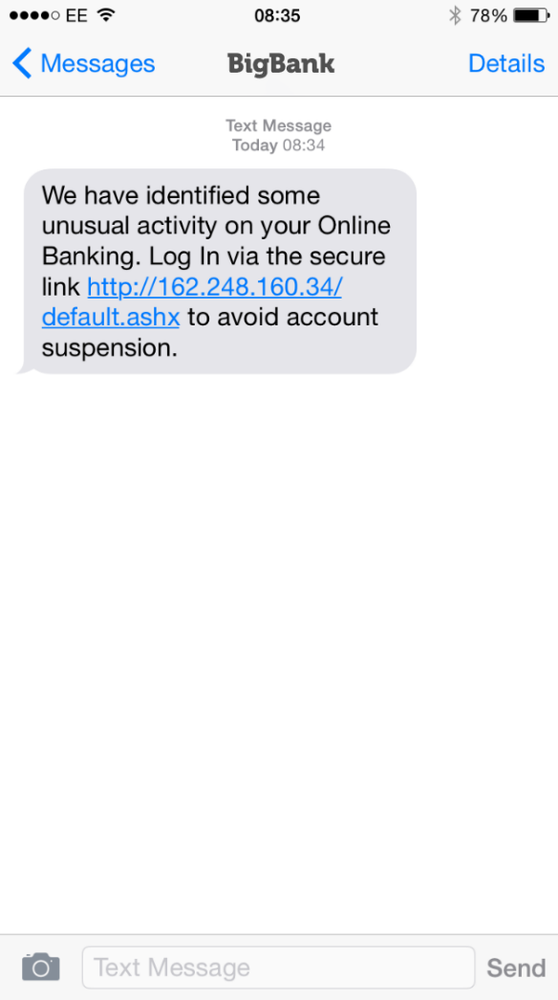 EE 08:35 78%
Messages BigBank Details
Text Message
Today 08:34
We have identified some
unusual activity on your Online
Banking. Log In via the secure
link http://162.248.160.34/
default.ashx to avoid account
suspension.
Text Message Send